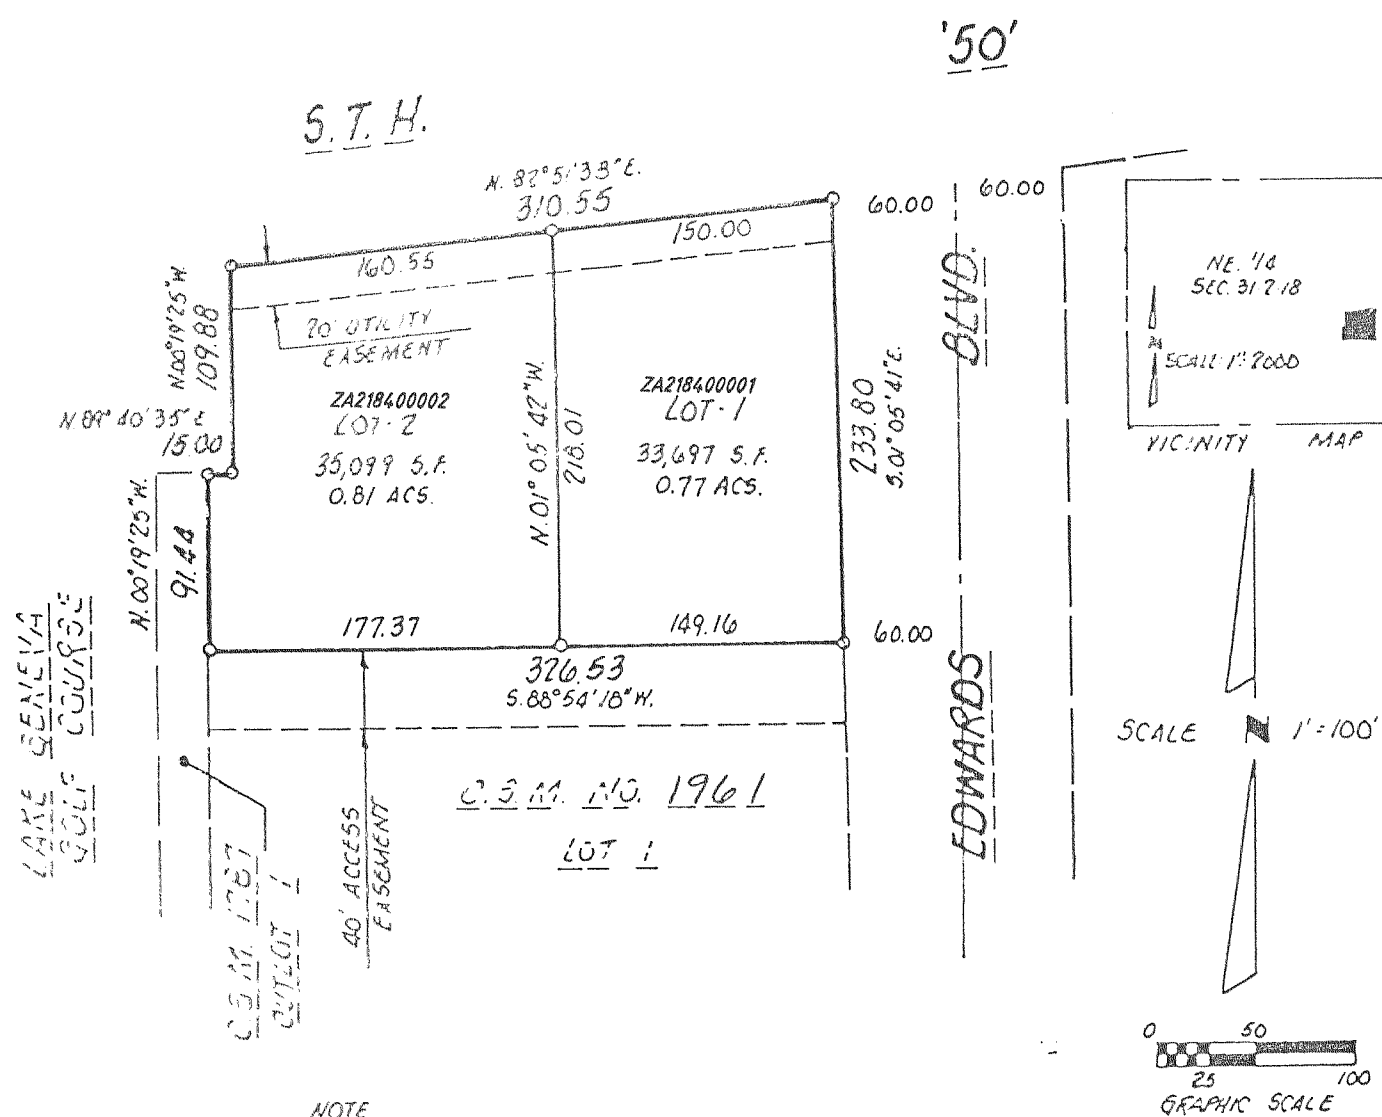 '50'
S. T. H.
N. 82°51'33"E.
310.55
60.00
60.00
150.00
160.55
N.00°19'25"W.
109.88
20' UTILITY
EASEMENT
BLVD.
NE. 1/4
SEC. 31 2 18
SCALE: 1": 2000
VICINITY MAP
ZA218400002
LOT - 2
35,099 S.F.
0.81 ACS.
N.01° 05' 42" W.
218.01
ZA218400001
LOT - 1
33,697 S.F.
0.77 ACS.
233.80
S.01° 05' 41" E.
N 89° 40' 35" E
15.00
N.00°19'25"W.
91.44
LAKE GENEVA
GOLF COURSE
177.37
149.16
60.00
326.53
S. 88° 54' 18" W.
EDWARDS
SCALE N 1" = 100'
C.S.M. NO. 1961
LOT 1
40' ACCESS
EASEMENT
C.S.M. 1787
OUTLOT 1
0 50
25 100
GRAPHIC SCALE
NOTE